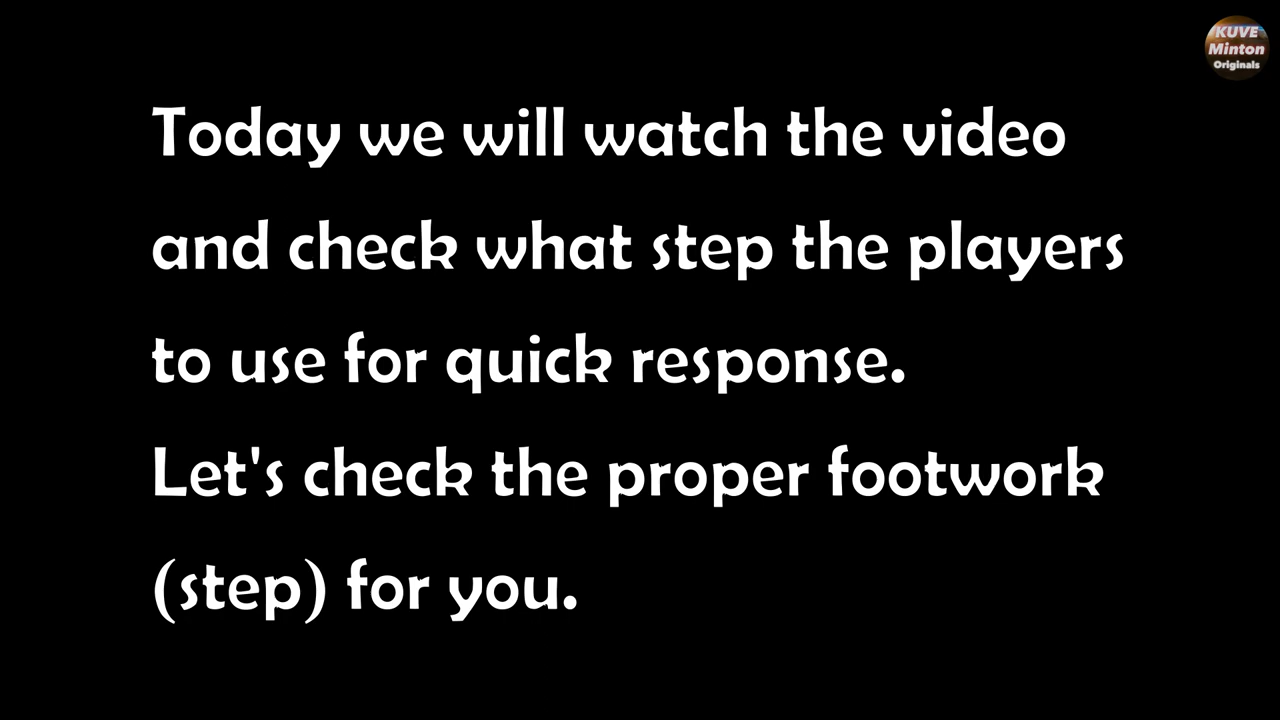 KUVE
Minton
Originals
Today we will watch the video
and check what step the players
to use for quick response.
Let's check the proper footwork
(step) for you.